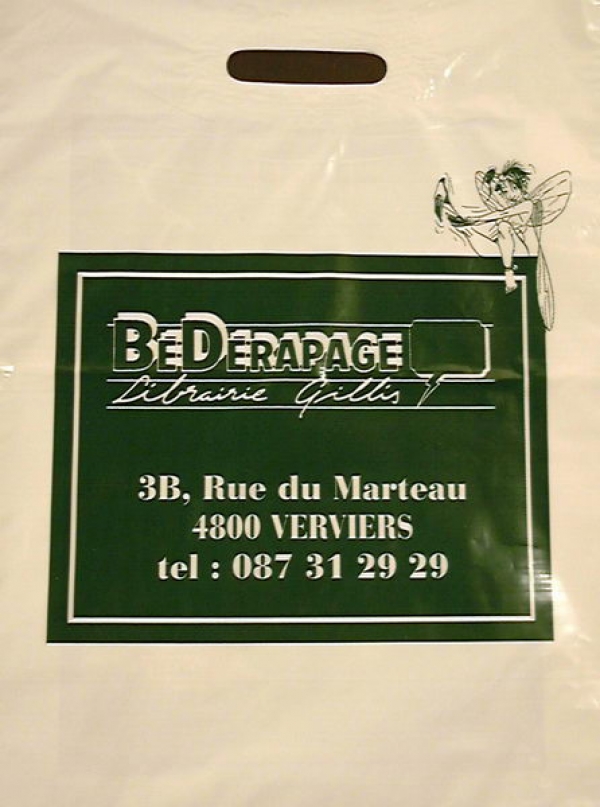 BéDérapage
Librairie Gillis
3B, Rue du Marteau
4800 VERVIERS
tel : 087 31 29 29